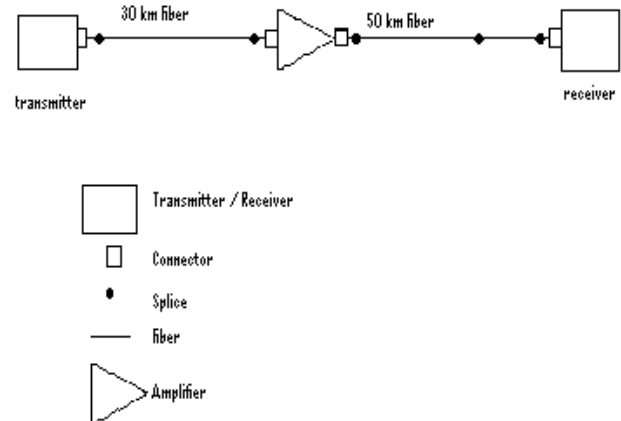 30 km fiber
50 km fiber
transmitter
receiver
Transmitter / Receiver
Connector
Splice
fiber
Amplifier